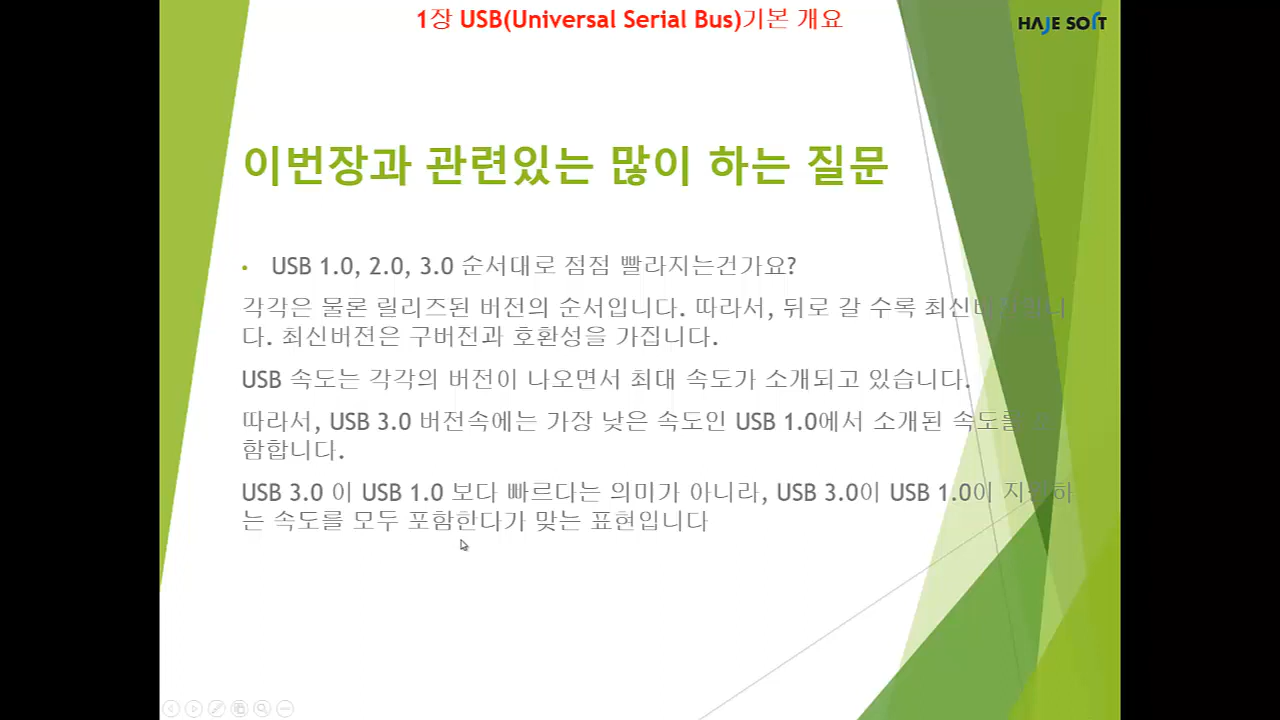 1장 USB(Universal Serial Bus)기본 개요
HAJE SOFT
이번장과 관련있는 많이 하는 질문
• USB 1.0, 2.0, 3.0 순서대로 점점 빨라지는건가요?
각각은 물론 릴리즈된 버전의 순서입니다. 따라서, 뒤로 갈 수록 최신버전입니
다. 최신버젼은 구버전과 호환성을 가집니다.
USB 속도는 각각의 버전이 나오면서 최대 속도가 소개되고 있습니다.
따라서, USB 3.0 버전속에는 가장 낮은 속도인 USB 1.0에서 소개된 속도를 포
함합니다.
USB 3.0 이 USB 1.0 보다 빠르다는 의미가 아니라, USB 3.0이 USB 1.0이 지원하
는 속도를 모두 포함한다가 맞는 표현입니다